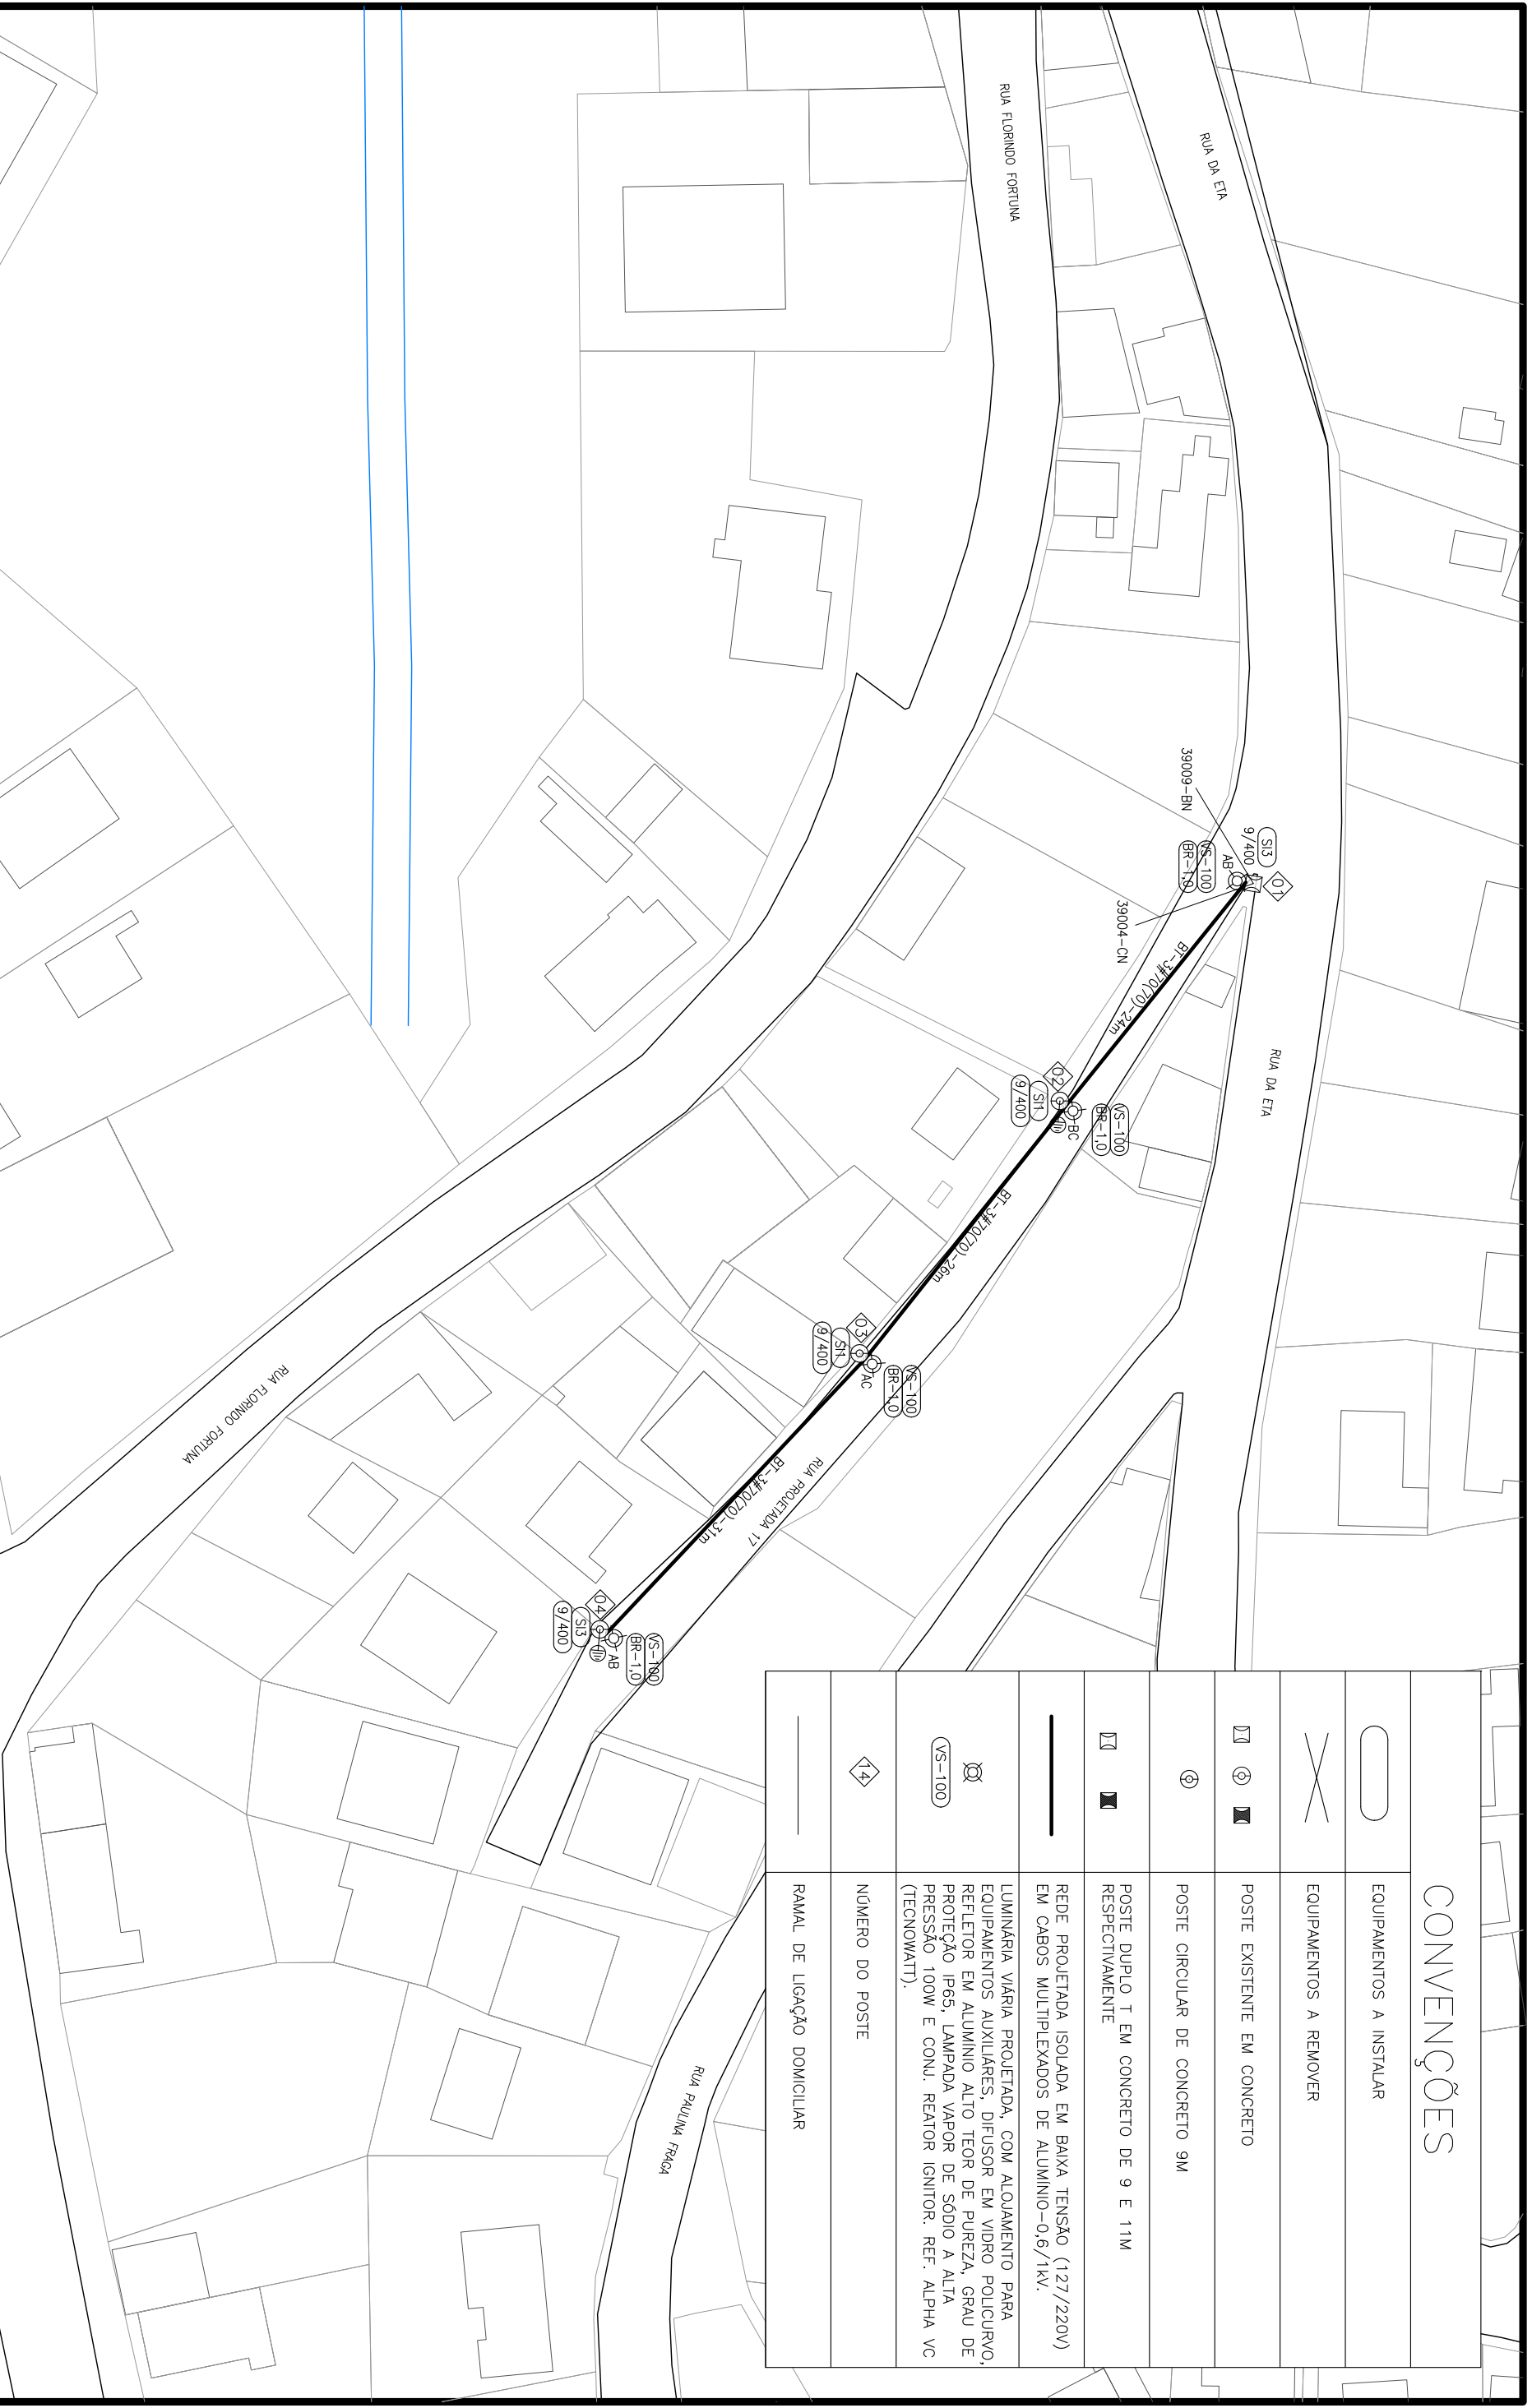 RUA FLORINDO FORTUNA
RUA DA ETA
39009-BN
SI3
9/400
01
AB
VS-100
BR-1,0
39004-CN
BT-3#70(70)-24m
RUA DA ETA
02
SI1
9/400
BC
VS-100
BR-1,0
BT-3#70(70)-26m
03
SI1
9/400
AC
VS-100
BR-1,0
BT-3#70(70)-31m
RUA PROJETADA 17
RUA FLORINDO FORTUNA
04
SI3
9/400
AB
VS-100
BR-1,0
RUA PAULINA FRAGA
CONVENÇÕES
EQUIPAMENTOS A INSTALAR
EQUIPAMENTOS A REMOVER
POSTE EXISTENTE EM CONCRETO
POSTE CIRCULAR DE CONCRETO 9M
POSTE DUPLO T EM CONCRETO DE 9 E 11M
RESPECTIVAMENTE
REDE PROJETADA ISOLADA EM BAIXA TENSÃO (127/220V)
EM CABOS MULTIPLEXADOS DE ALUMÍNIO-0,6/1kV.
VS-100
LUMINÁRIA VIÁRIA PROJETADA, COM ALOJAMENTO PARA
EQUIPAMENTOS AUXILIÁRES, DIFUSOR EM VIDRO POLICURVO,
REFLETOR EM ALUMÍNIO ALTO TEOR DE PUREZA, GRAU DE
PROTEÇÃO IP65, LAMPADA VAPOR DE SÓDIO A ALTA
PRESSÃO 100W E CONJ. REATOR IGNITOR. REF. ALPHA VC
(TECNOWATT).
14
NÚMERO DO POSTE
RAMAL DE LIGAÇÃO DOMICILIAR